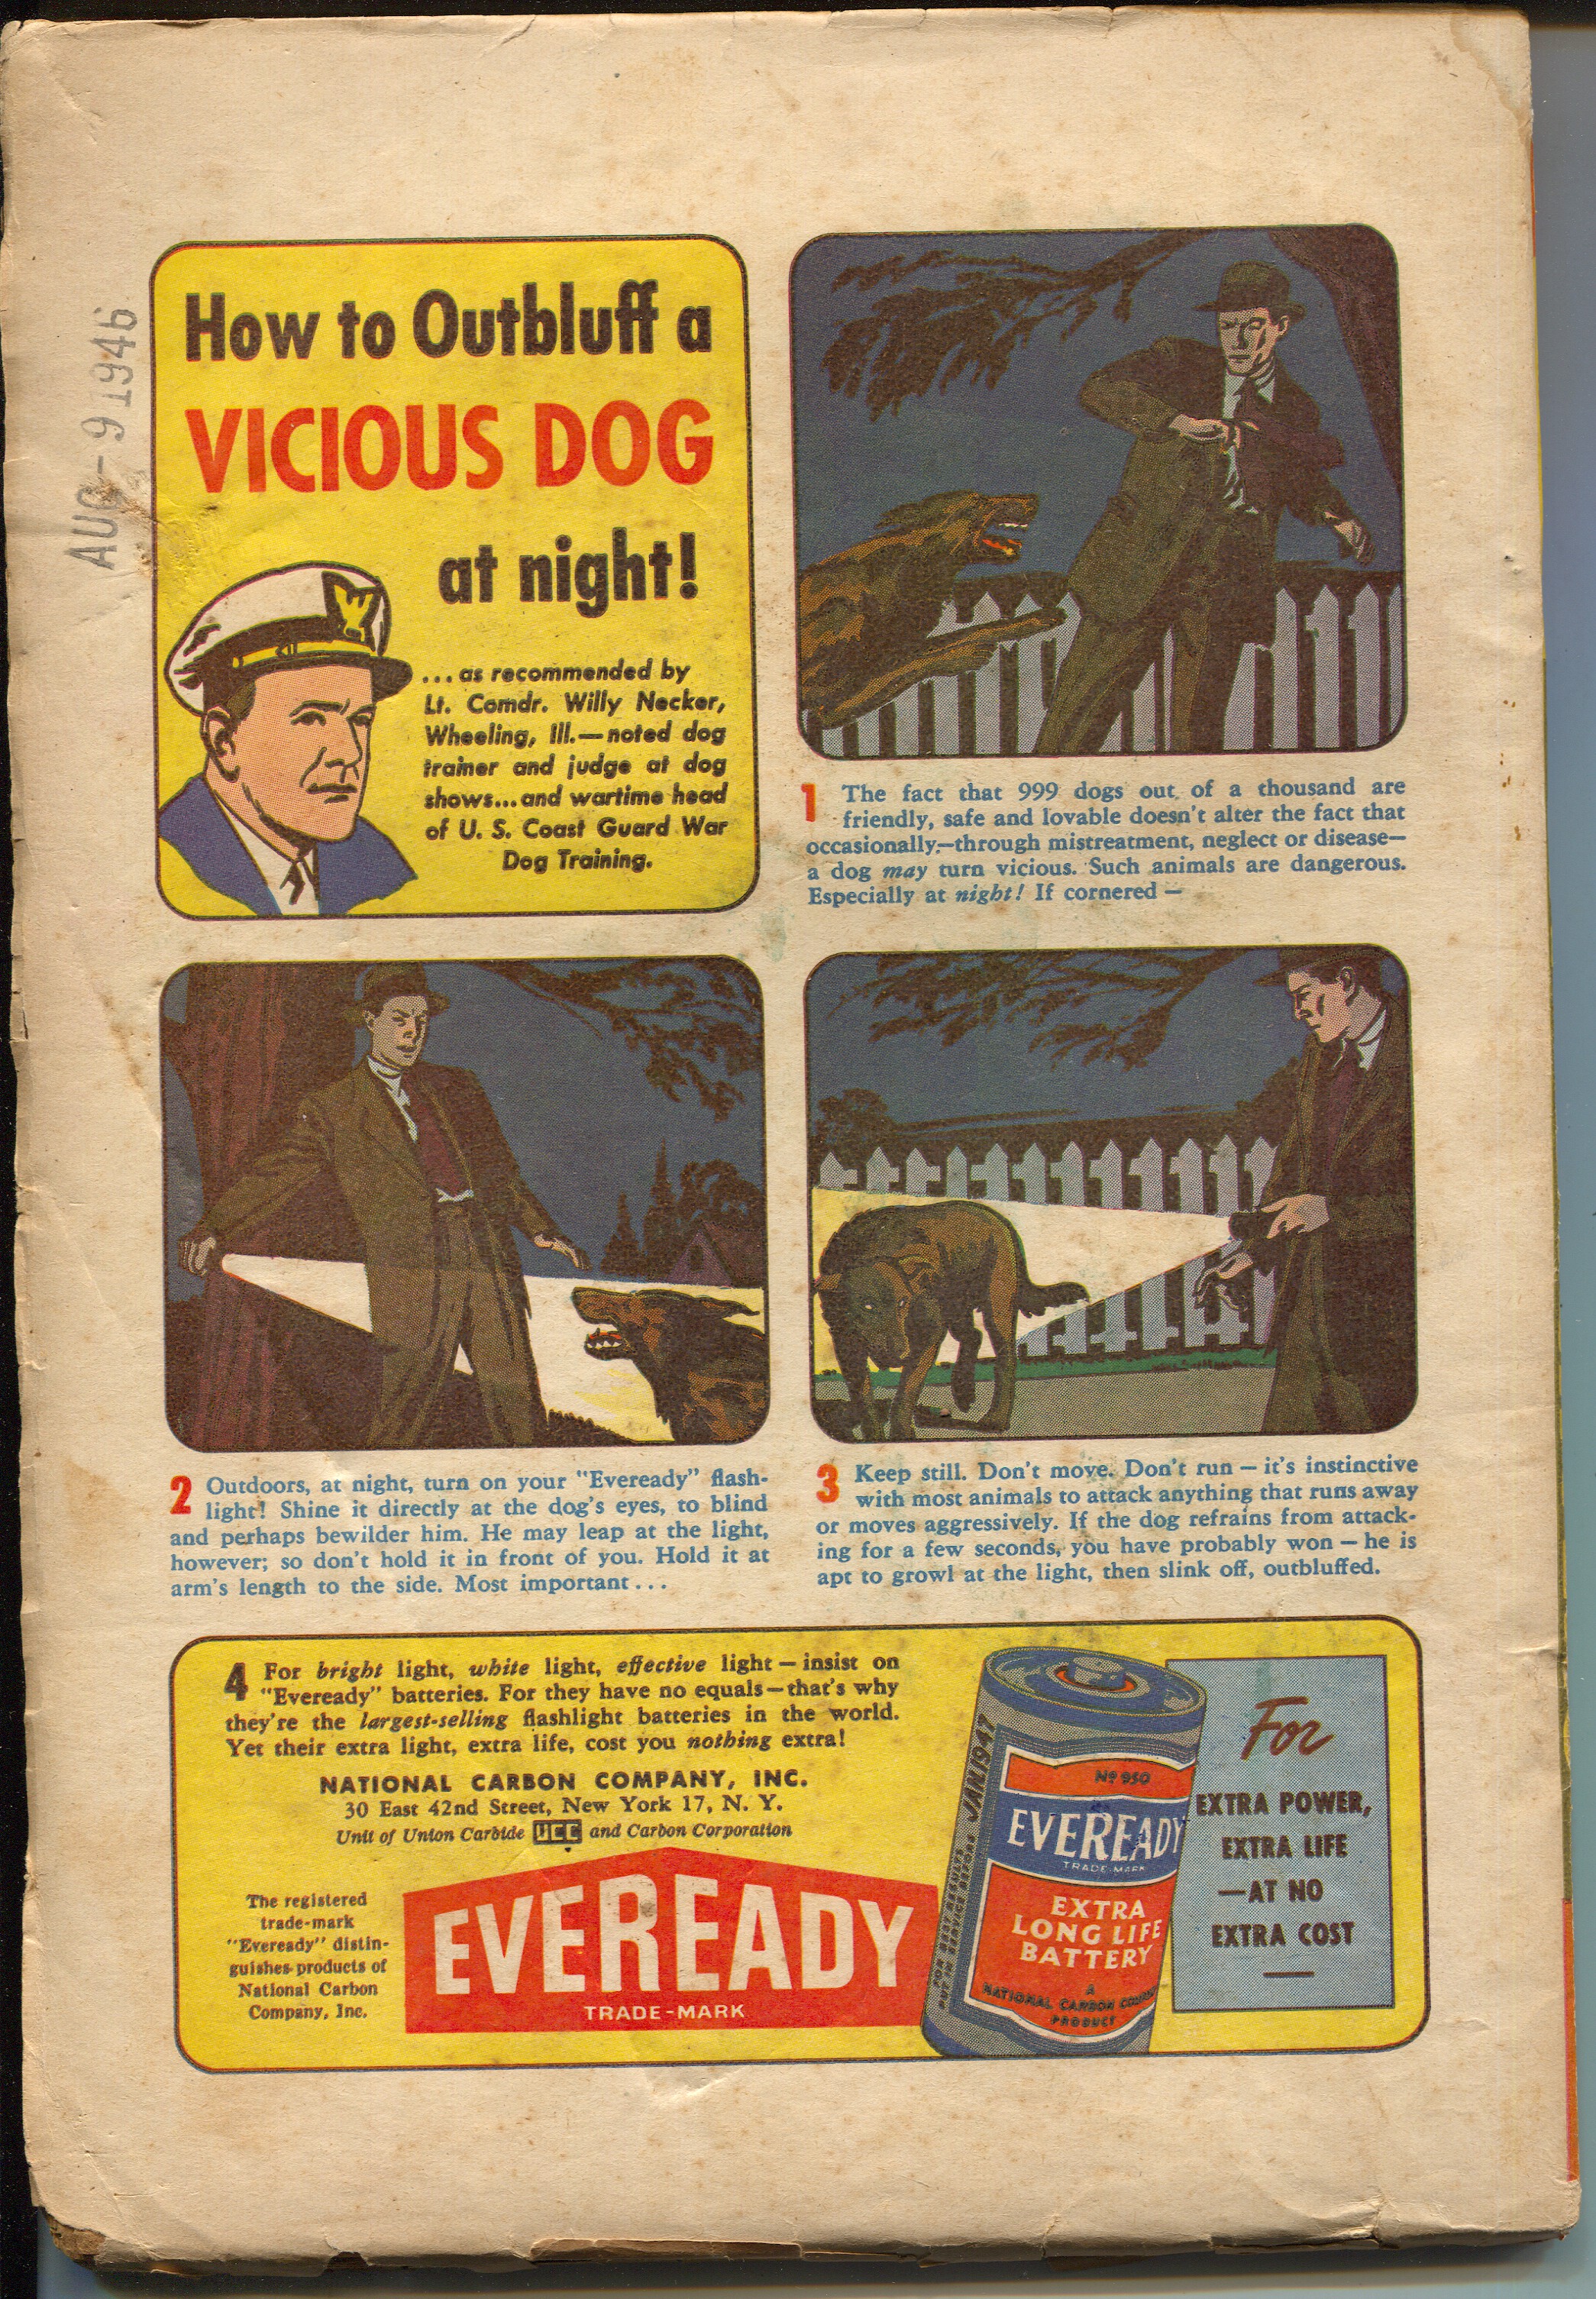 AUG - 9 1946
How to Outbluff a
VICIOUS DOG
at night!
...as recommended by
Lt. Comdr. Willy Necker,
Wheeling, Ill.—noted dog
trainer and judge at dog
shows...and wartime head
of U. S. Coast Guard War
Dog Training.
1 The fact that 999 dogs out of a thousand are
friendly, safe and lovable doesn't alter the fact that
occasionally—through mistreatment, neglect or disease—
a dog may turn vicious. Such animals are dangerous.
Especially at night! If cornered —
2 Outdoors, at night, turn on your "Eveready" flash-
light! Shine it directly at the dog's eyes, to blind
and perhaps bewilder him. He may leap at the light,
however; so don't hold it in front of you. Hold it at
arm's length to the side. Most important...
3 Keep still. Don't move. Don't run — it's instinctive
with most animals to attack anything that runs away
or moves aggressively. If the dog refrains from attack-
ing for a few seconds, you have probably won — he is
apt to growl at the light, then slink off, outbluffed.
4 For bright light, white light, effective light — insist on
"Eveready" batteries. For they have no equals—that's why
they're the largest-selling flashlight batteries in the world.
Yet their extra light, extra life, cost you nothing extra!
NATIONAL CARBON COMPANY, INC.
30 East 42nd Street, New York 17, N. Y.
Unit of Union Carbide UCC and Carbon Corporation
The registered
trade-mark
"Eveready" distin-
guishes products of
National Carbon
Company, Inc.
EVEREADY
TRADE-MARK
FOR BEST RESULTS
PUT IN SERVICE BEFORE JAN 1947
No 950
EVEREADY
TRADE-MARK
EXTRA
LONG LIFE
BATTERY
A
NATIONAL CARBON COMPANY
PRODUCT
For
EXTRA POWER,
EXTRA LIFE
—AT NO
EXTRA COST